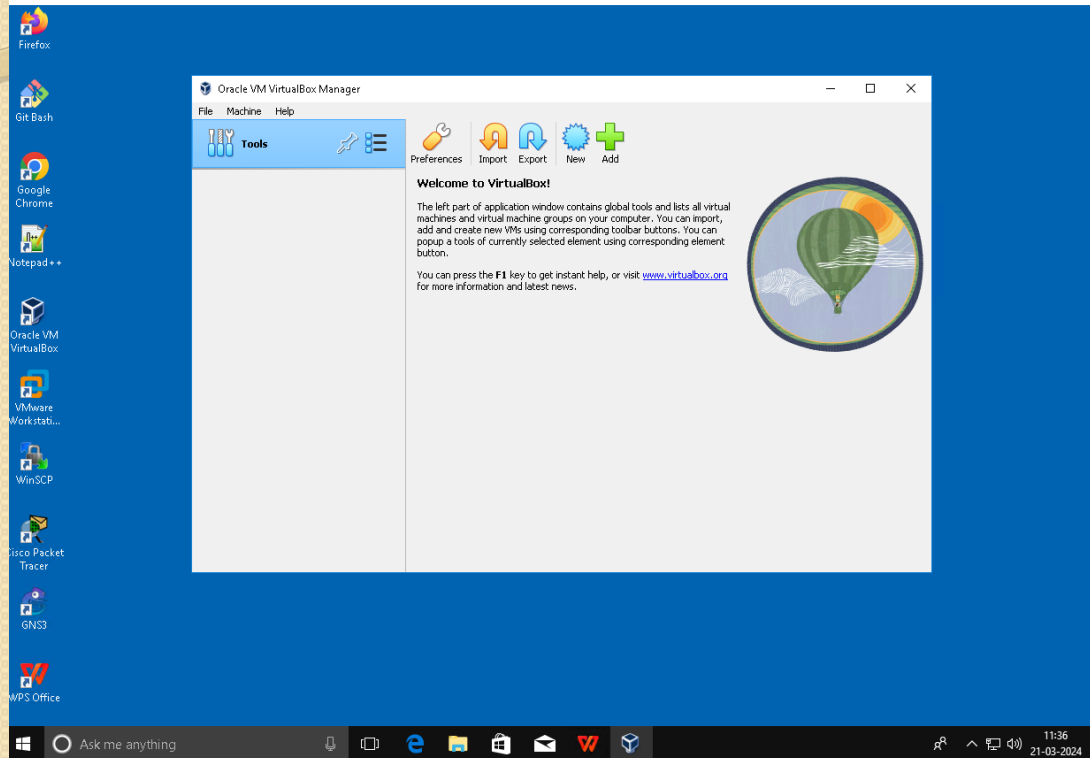 Firefox
Git Bash
Google
Chrome
Notepad++
Oracle VM
VirtualBox
VMware
Workstati...
WinSCP
Cisco Packet
Tracer
GNS3
WPS Office
Oracle VM VirtualBox Manager
File Machine Help
Tools
Preferences Import Export New Add
Welcome to VirtualBox!
The left part of application window contains global tools and lists all virtual
machines and virtual machine groups on your computer. You can import,
add and create new VMs using corresponding toolbar buttons. You can
popup a tools of currently selected element using corresponding element
button.
You can press the F1 key to get instant help, or visit www.virtualbox.org
for more information and latest news.
Ask me anything
11:36
21-03-2024